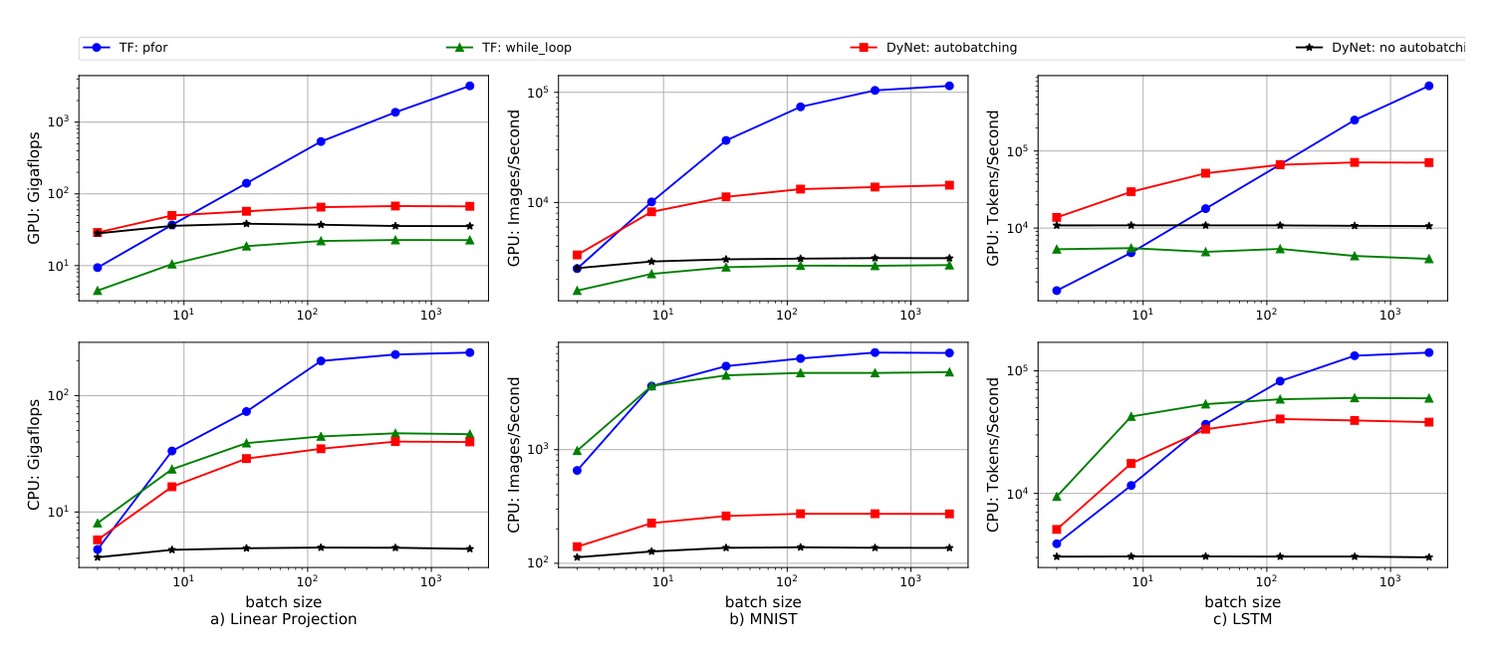 TF: pfor
TF: while_loop
DyNet: autobatching
DyNet: no autobatchi
GPU: Gigaflops
10³
10²
10¹
10¹ 10² 10³
GPU: Images/Second
10⁵
10⁴
10¹ 10² 10³
GPU: Tokens/Second
10⁵
10⁴
10¹ 10² 10³
CPU: Gigaflops
10²
10¹
10¹ 10² 10³
batch size
a) Linear Projection
CPU: Images/Second
10³
10²
10¹ 10² 10³
batch size
b) MNIST
CPU: Tokens/Second
10⁵
10⁴
10¹ 10² 10³
batch size
c) LSTM